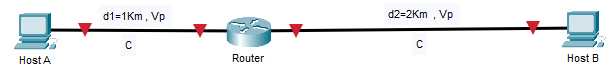 d1=1Km , Vp
d2=2Km , Vp
C
C
Host A
Router
Host B